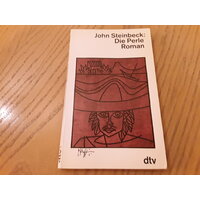 John Steinbeck:
Die Perle
Roman
dtv